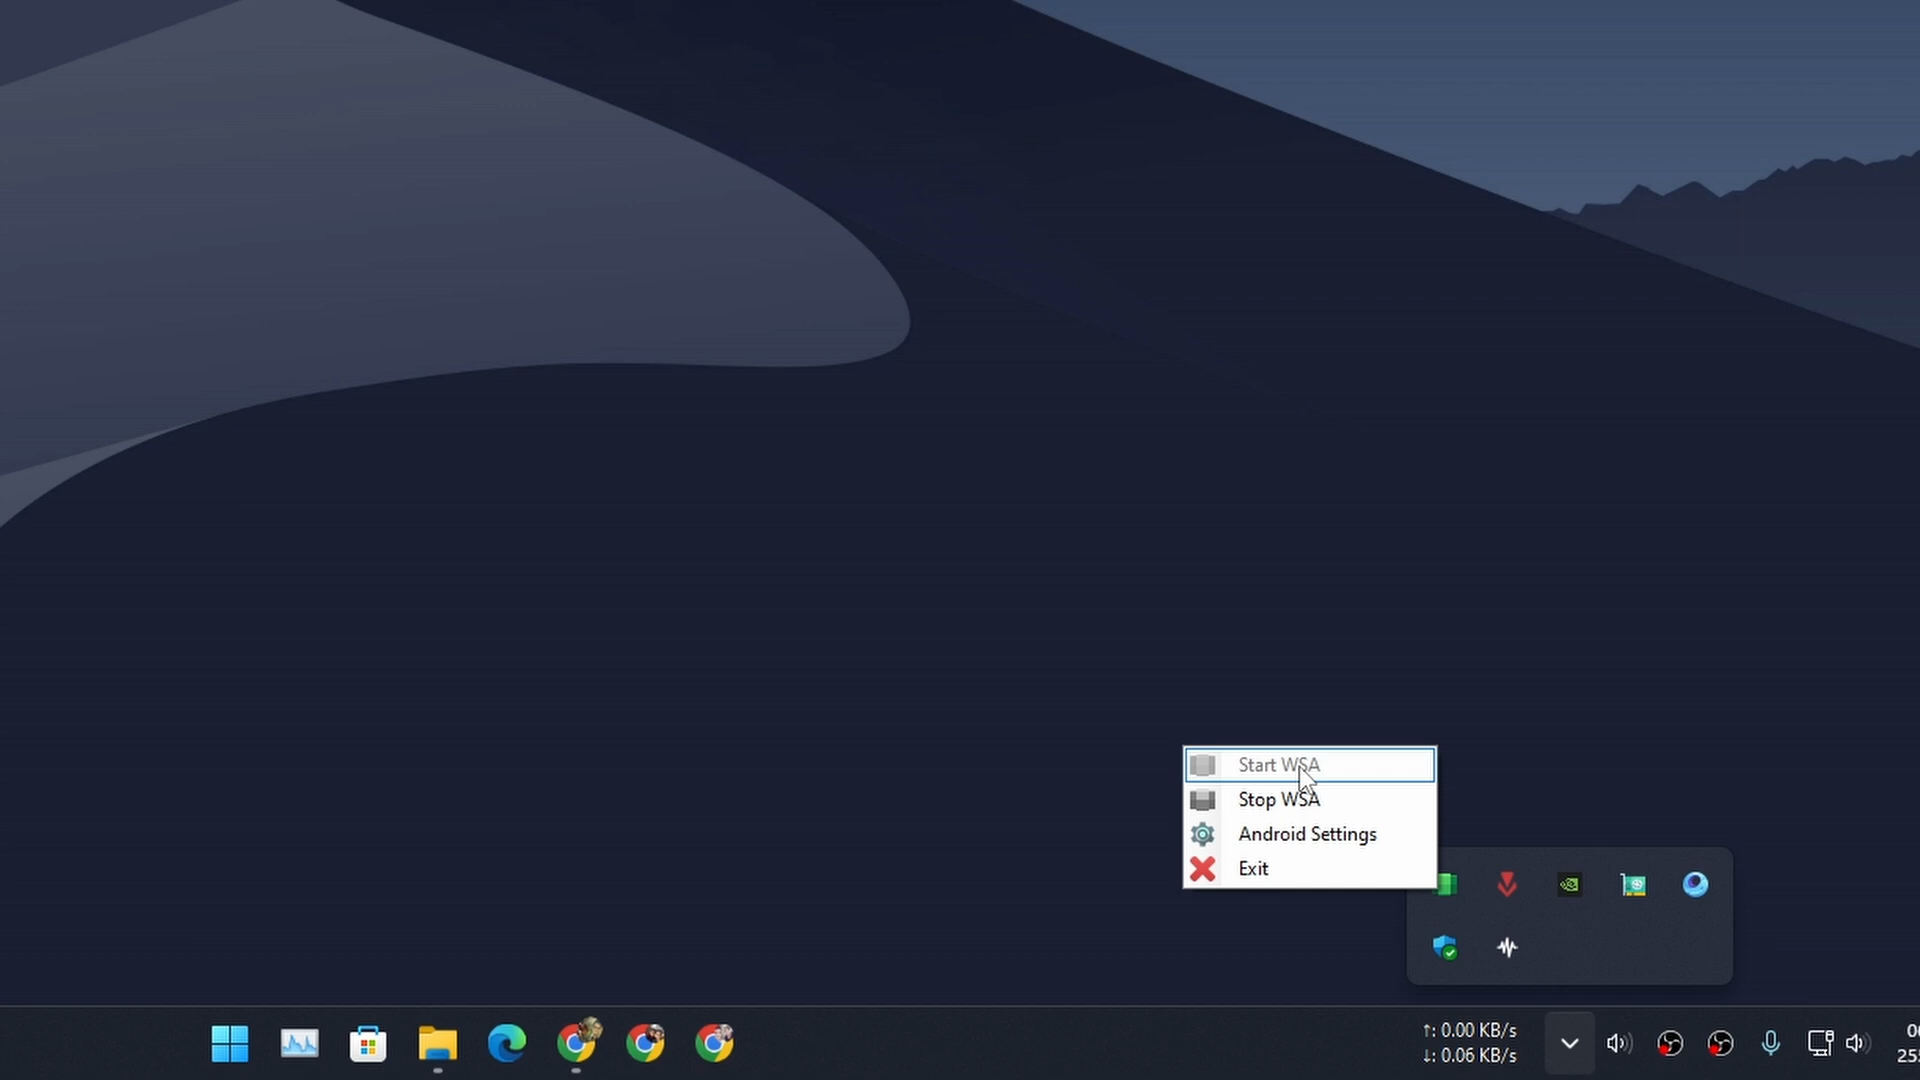 Start WSA
Stop WSA
Android Settings
Exit
↑: 0.00 KB/s
↓: 0.06 KB/s